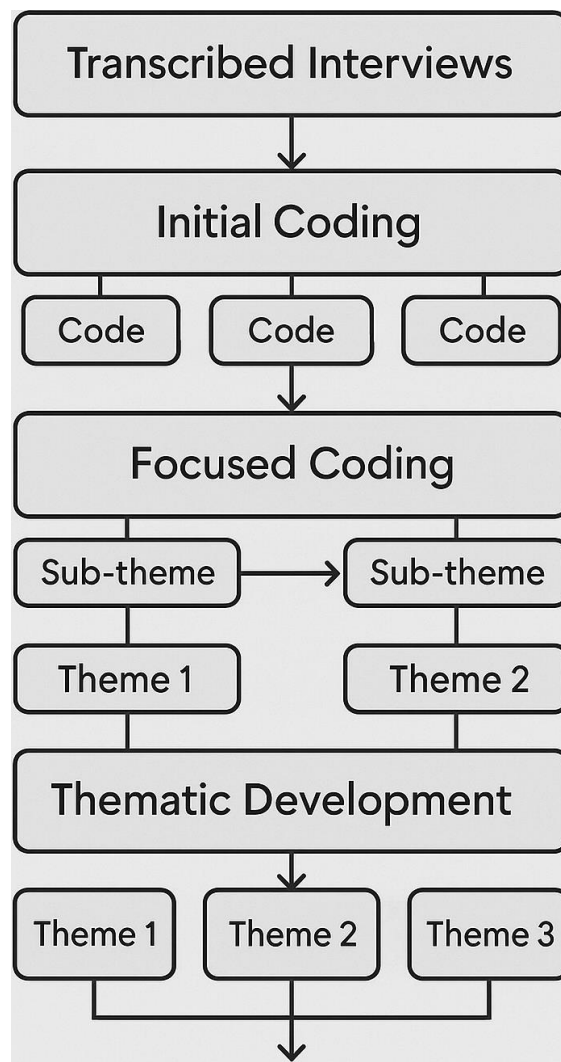 Transcribed Interviews
Initial Coding
Code
Code
Code
Focused Coding
Sub-theme
Sub-theme
Theme 1
Theme 2
Thematic Development
Theme 1
Theme 2
Theme 3